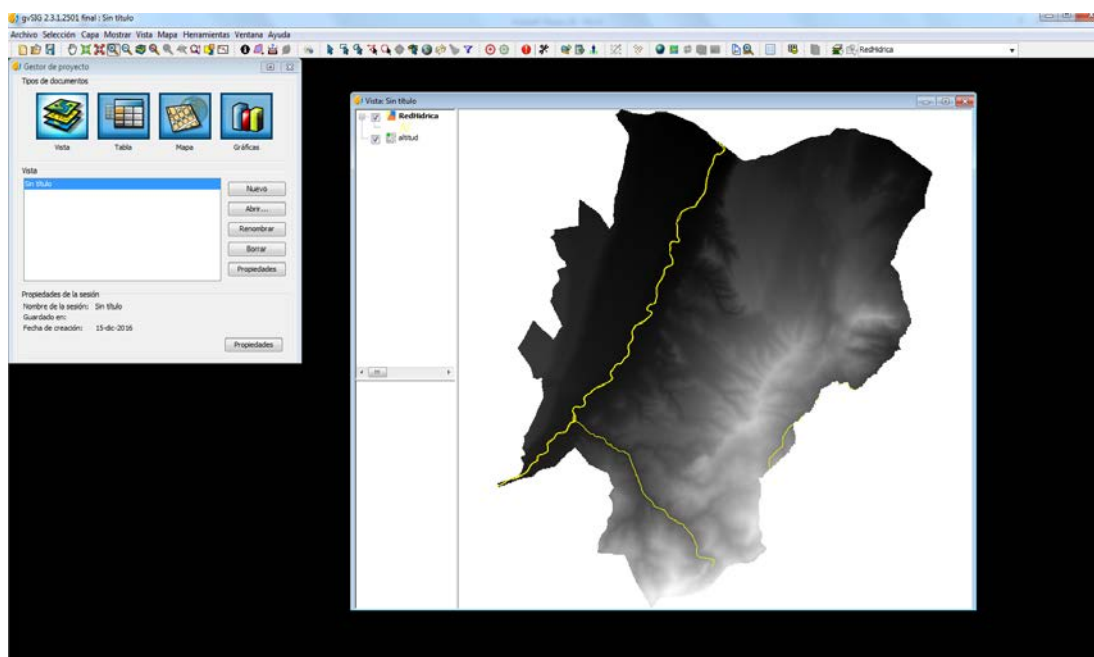 gvSIG 2.3.1.2501 final : Sin título
Archivo Selección Capa Mostrar Vista Mapa Herramientas Ventana Ayuda
RedHidrica
Gestor de proyecto
Tipos de documentos
Vista Tabla Mapa Gráficas
Vista
Sin título
Nuevo
Abrir...
Renombrar
Borrar
Propiedades
Propiedades de la sesión
Nombre de la sesión: Sin título
Guardado en:
Fecha de creación: 15-dic-2016
Propiedades
Vista: Sin título
RedHidrica
altitud